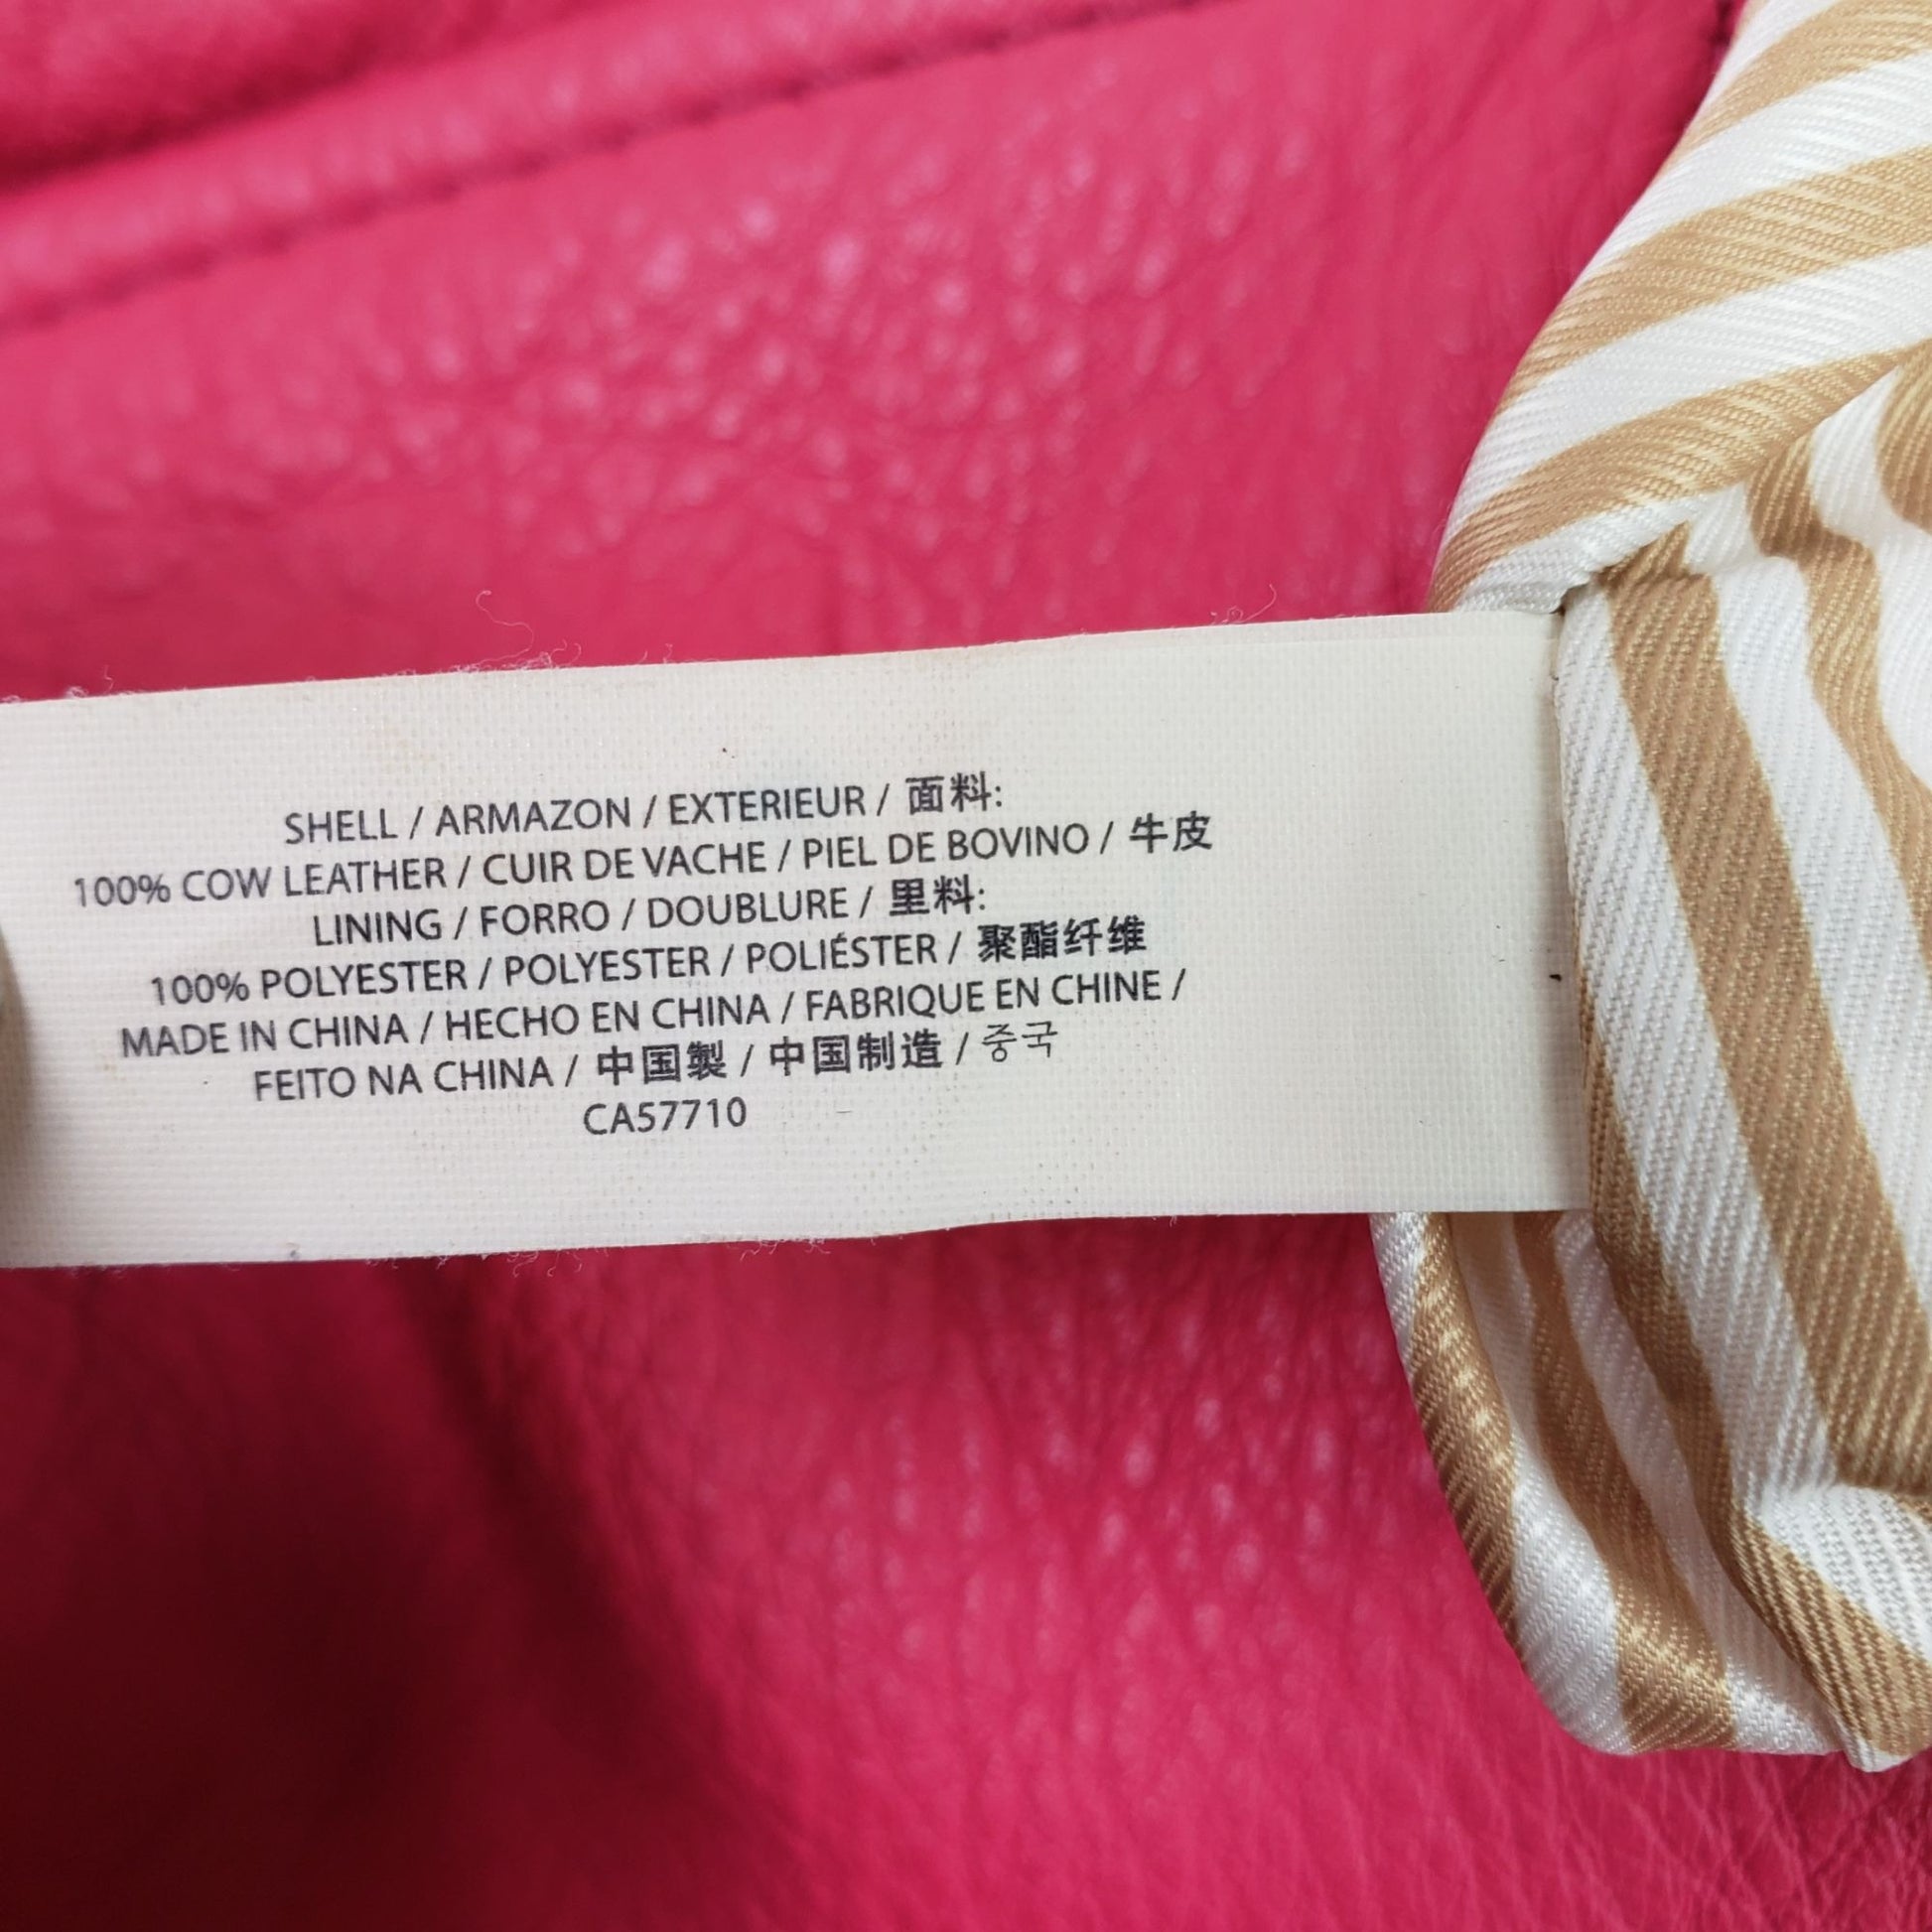 SHELL / ARMAZON / EXTERIEUR / 面料:
100% COW LEATHER / CUIR DE VACHE / PIEL DE BOVINO / 牛皮
LINING / FORRO / DOUBLURE / 里料:
100% POLYESTER / POLYESTER / POLIÉSTER / 聚酯纤维
MADE IN CHINA / HECHO EN CHINA / FABRIQUE EN CHINE /
FEITO NA CHINA / 中国製 / 中国制造 / 중국
CA57710